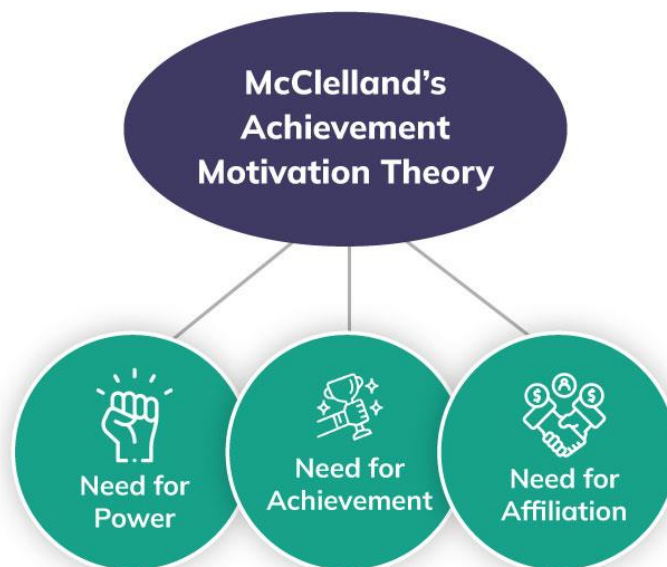 McClelland's
Achievement
Motivation Theory
$
$
Need for
Power
Need for
Achievement
Need for
Affiliation